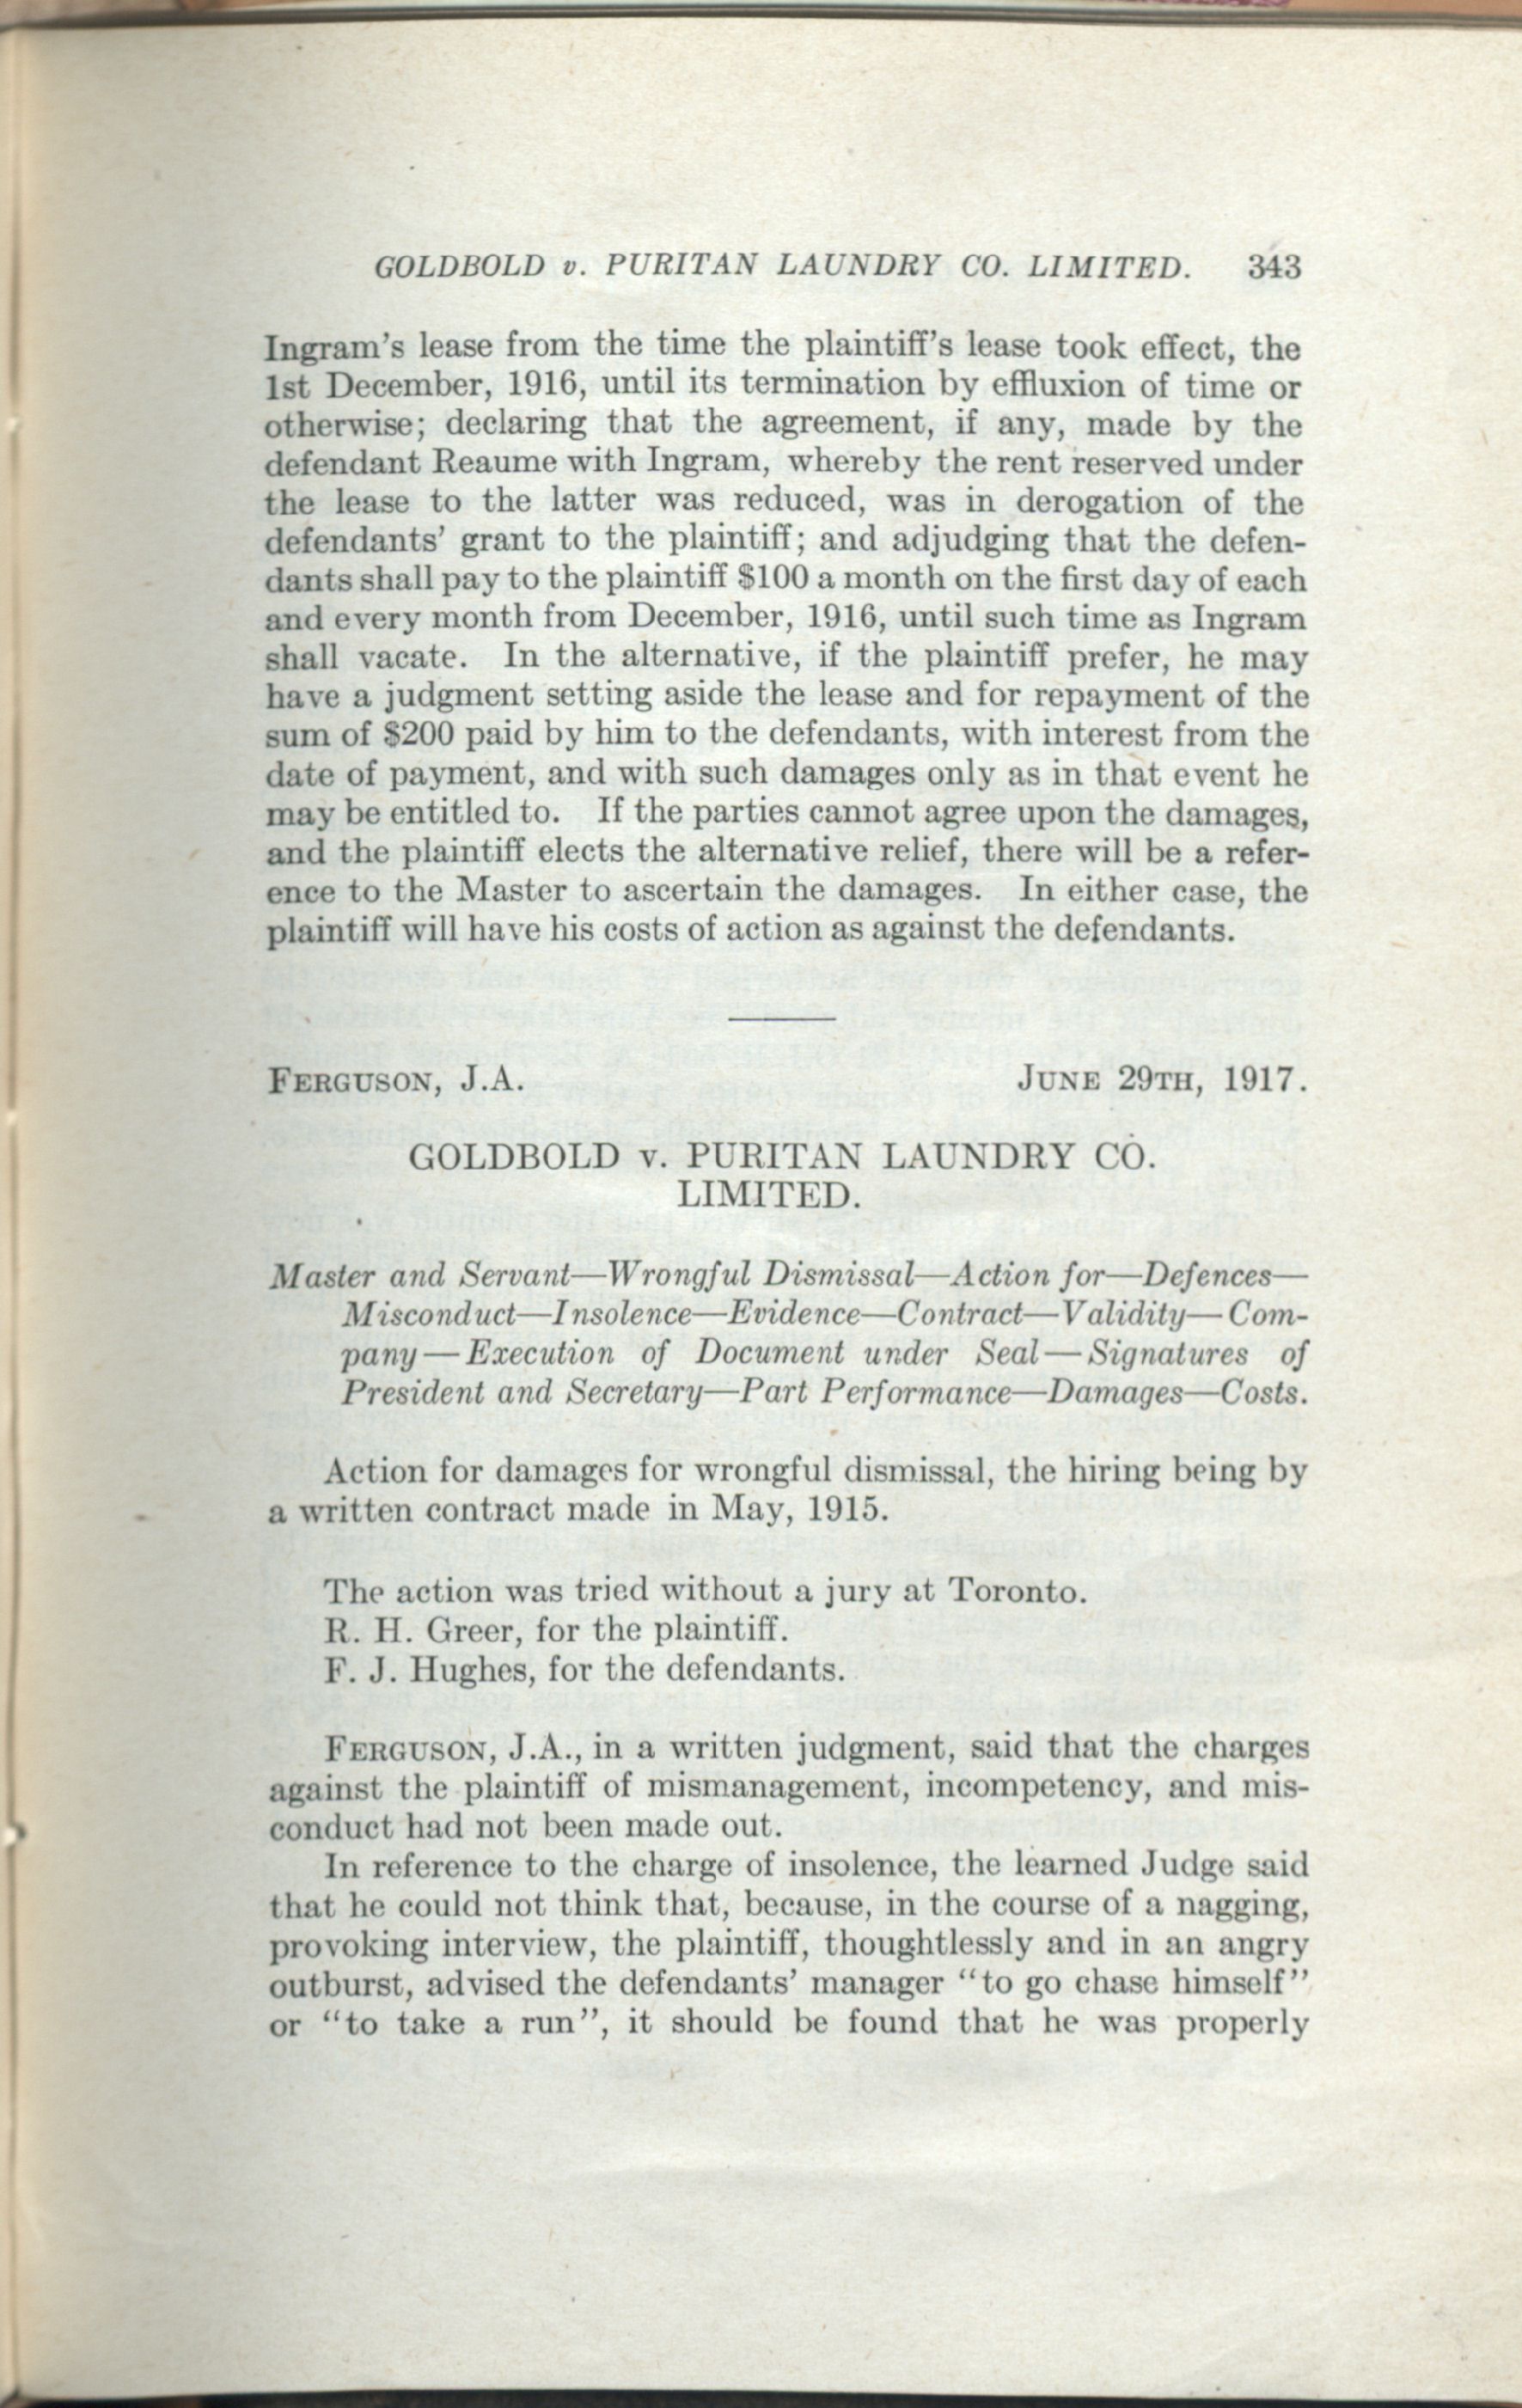 GOLDBOLD v. PURITAN LAUNDRY CO. LIMITED. 343
Ingram's lease from the time the plaintiff's lease took effect, the
1st December, 1916, until its termination by effluxion of time or
otherwise; declaring that the agreement, if any, made by the
defendant Reaume with Ingram, whereby the rent reserved under
the lease to the latter was reduced, was in derogation of the
defendants' grant to the plaintiff; and adjudging that the defen-
dants shall pay to the plaintiff $100 a month on the first day of each
and every month from December, 1916, until such time as Ingram
shall vacate. In the alternative, if the plaintiff prefer, he may
have a judgment setting aside the lease and for repayment of the
sum of $200 paid by him to the defendants, with interest from the
date of payment, and with such damages only as in that event he
may be entitled to. If the parties cannot agree upon the damages,
and the plaintiff elects the alternative relief, there will be a refer-
ence to the Master to ascertain the damages. In either case, the
plaintiff will have his costs of action as against the defendants.
FERGUSON, J.A. JUNE 29TH, 1917.
GOLDBOLD v. PURITAN LAUNDRY CO.
LIMITED.
Master and Servant—Wrongful Dismissal—Action for—Defences—
Misconduct—Insolence—Evidence—Contract—Validity—Com-
pany—Execution of Document under Seal—Signatures of
President and Secretary—Part Performance—Damages—Costs.
Action for damages for wrongful dismissal, the hiring being by
a written contract made in May, 1915.
The action was tried without a jury at Toronto.
R. H. Greer, for the plaintiff.
F. J. Hughes, for the defendants.
FERGUSON, J.A., in a written judgment, said that the charges
against the plaintiff of mismanagement, incompetency, and mis-
conduct had not been made out.
In reference to the charge of insolence, the learned Judge said
that he could not think that, because, in the course of a nagging,
provoking interview, the plaintiff, thoughtlessly and in an angry
outburst, advised the defendants' manager "to go chase himself"
or "to take a run", it should be found that he was properly